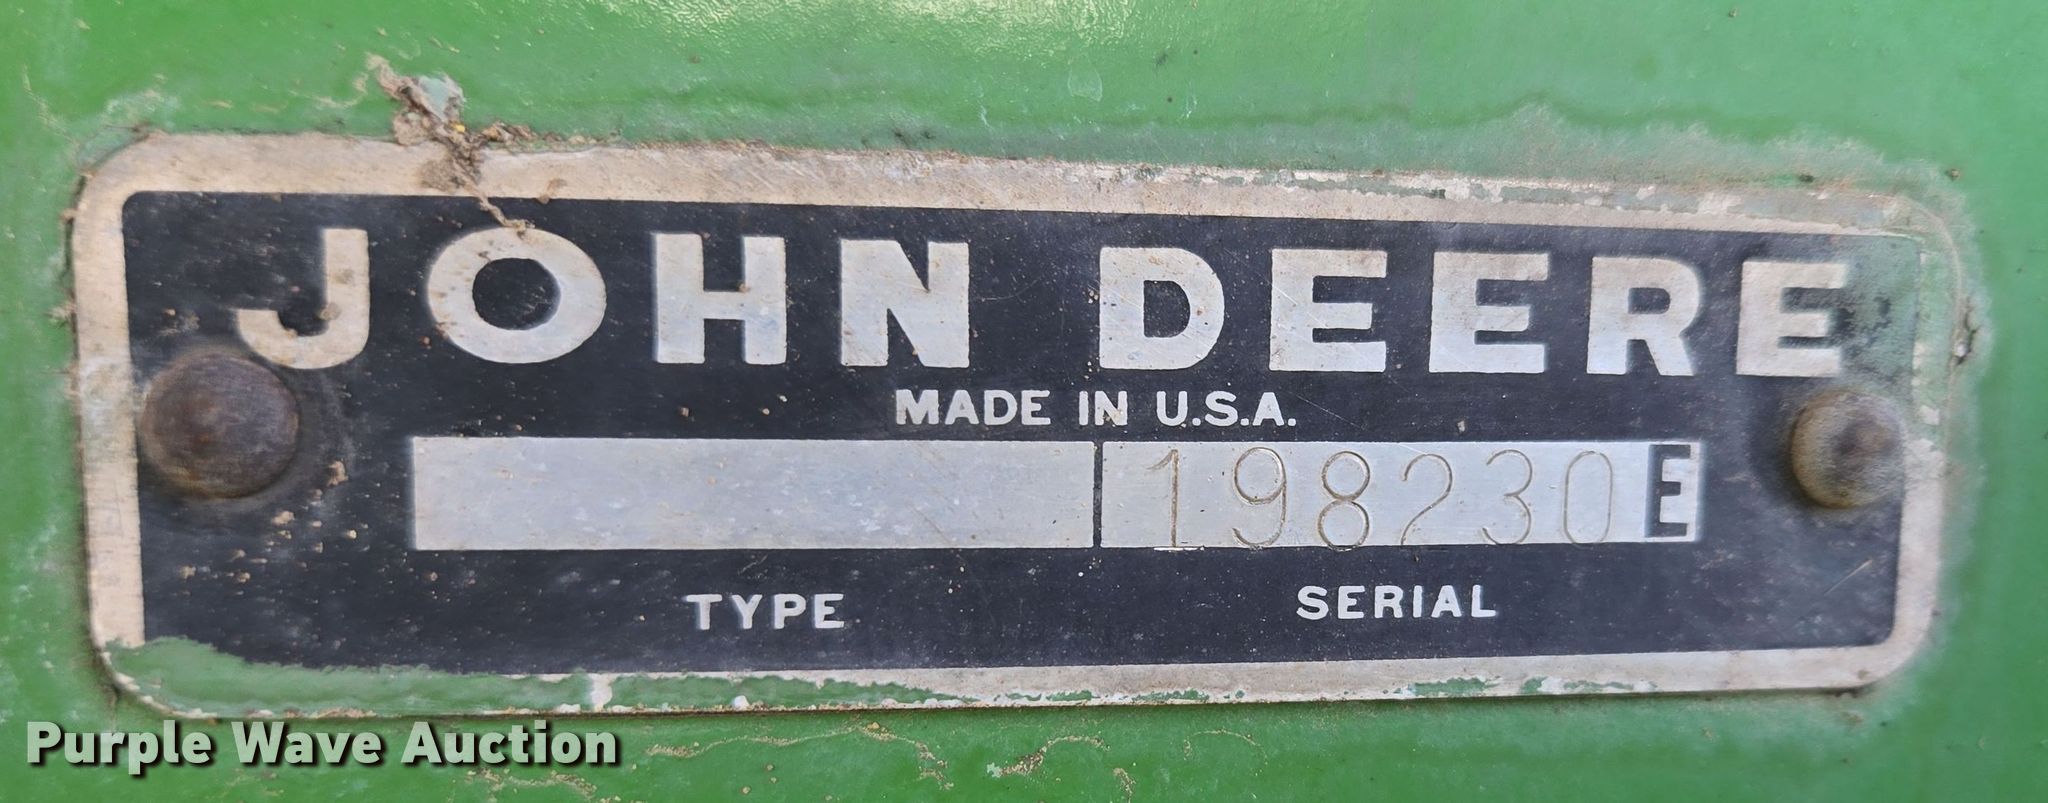 JOHN DEERE
MADE IN U.S.A.
198230 E
TYPE SERIAL
Purple Wave Auction